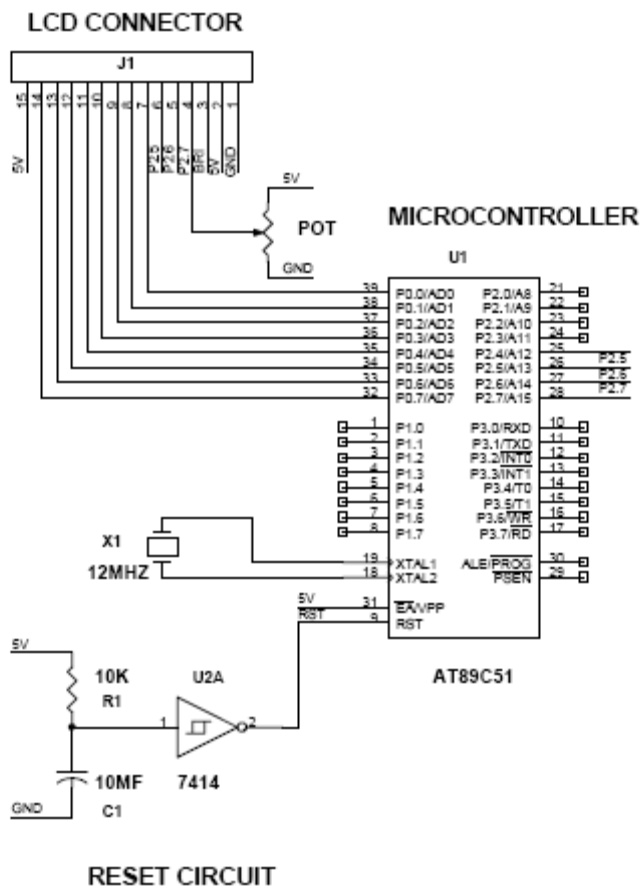 LCD CONNECTOR
J1
15 14 13 12 11 10 9 8 7 6 5 4 3 2 1
5V P2.5 P2.6 P2.7 BRI 5V GND
5V
POT
GND
MICROCONTROLLER
U1
39 P0.0/AD0 P2.0/A8 21
38 P0.1/AD1 P2.1/A9 22
37 P0.2/AD2 P2.2/A10 23
36 P0.3/AD3 P2.3/A11 24
35 P0.4/AD4 P2.4/A12 25
34 P0.5/AD5 P2.5/A13 26 P2.5
33 P0.6/AD6 P2.6/A14 27 P2.6
32 P0.7/AD7 P2.7/A15 28 P2.7
1 P1.0 P3.0/RXD 10
2 P1.1 P3.1/TXD 11
3 P1.2 P3.2/INT0 12
4 P1.3 P3.3/INT1 13
5 P1.4 P3.4/T0 14
6 P1.5 P3.5/T1 15
7 P1.6 P3.6/WR 16
8 P1.7 P3.7/RD 17
X1
12MHZ
19 XTAL1 ALE/PROG 30
18 XTAL2 PSEN 29
5V 31 EA/VPP
RST 9 RST
AT89C51
5V
10K
R1
U2A
1 2
7414
10MF
C1
GND
RESET CIRCUIT